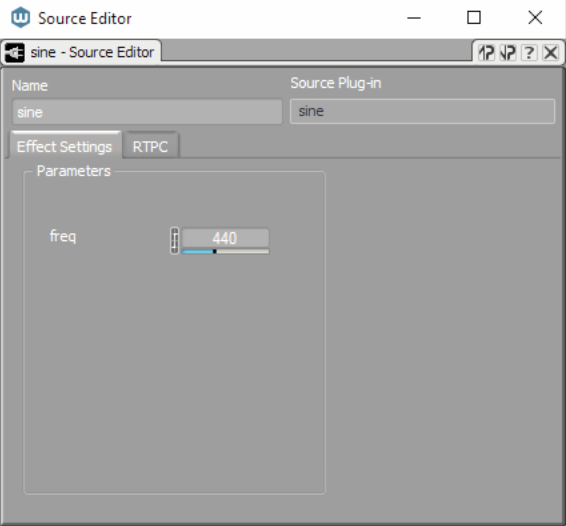 Source Editor
sine - Source Editor
Name
Source Plug-in
sine
sine
Effect Settings
RTPC
Parameters
freq
440